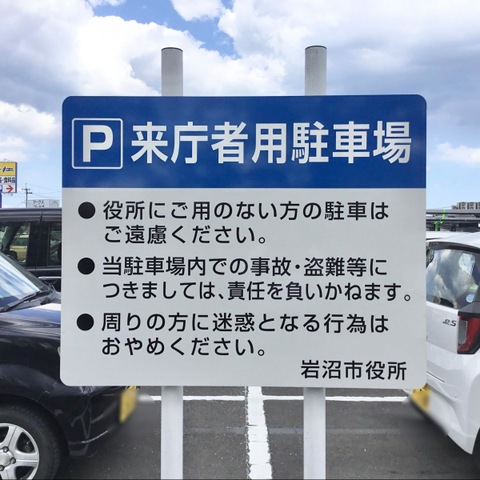 P 来庁者用駐車場
● 役所にご用のない方の駐車は
ご遠慮ください。
● 当駐車場内での事故・盗難等に
つきましては、責任を負いかねます。
● 周りの方に迷惑となる行為は
おやめください。
岩沼市役所
e:S